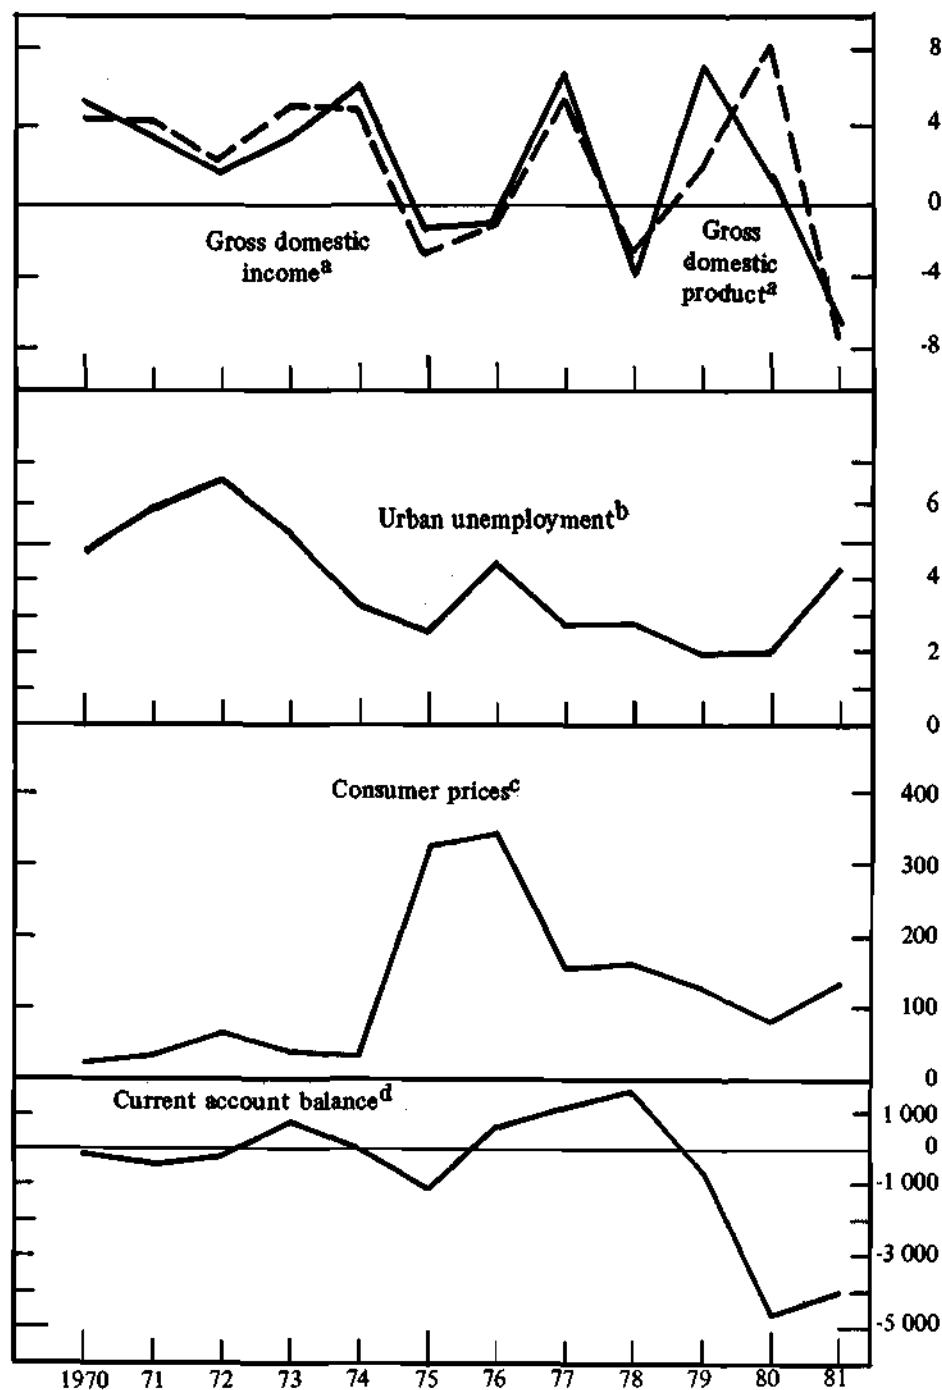 8
4
0
-4
-8
Gross domestic
income^a
Gross
domestic
product^a
6
4
2
0
Urban unemployment^b
400
300
200
100
0
Consumer prices^c
Current account balance^d
1 000
0
-1 000
-3 000
-5 000
1970 71 72 73 74 75 76 77 78 79 80 81